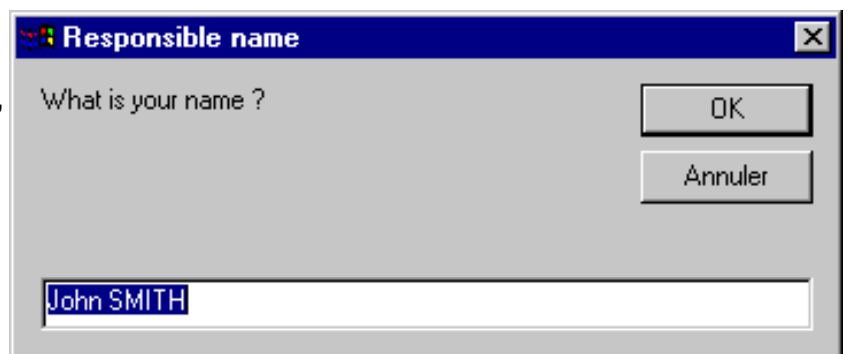 Responsible name
What is your name ?
OK
Annuler
John SMITH